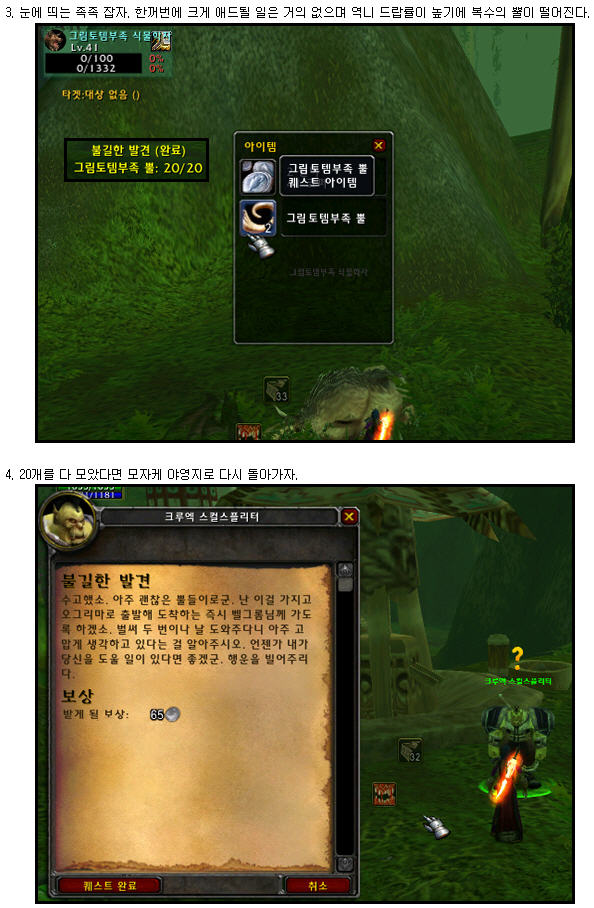 3. 눈에 띄는 족족 잡자. 한꺼번에 크게 애드될 일은 거의 없으며 역니 드랍률이 높기에 복수의 뿔이 떨어진다.
그림토템부족 식물학자
Lv.41
0/100 0%
0/1332 0%
타겟:대상 없음 ()
불길한 발견 (완료)
그림토템부족 뿔: 20/20
아이템
그림토템부족 뿔
퀘스트 아이템
2
그림토템부족 뿔
그림토템부족 식물학자
33
4. 20개를 다 모았다면 모자케 야영지로 다시 돌아가자.
크루엑 스컬스플리터
불길한 발견
수고했소. 아주 괜찮은 뿔들이로군. 난 이걸 가지고
오그리마로 출발해 도착하는 즉시 벨그롬님께 가도
록 하겠소. 벌써 두 번이나 날 도와주다니 아주 고
맙게 생각하고 있다는 걸 알아주시오. 언젠가 내가
당신을 도울 일이 있다면 좋겠군. 행운을 빌어주리
다.
보상
받게 될 보상: 65
?
크루엑 스컬스플리터
32
퀘스트 완료
취소